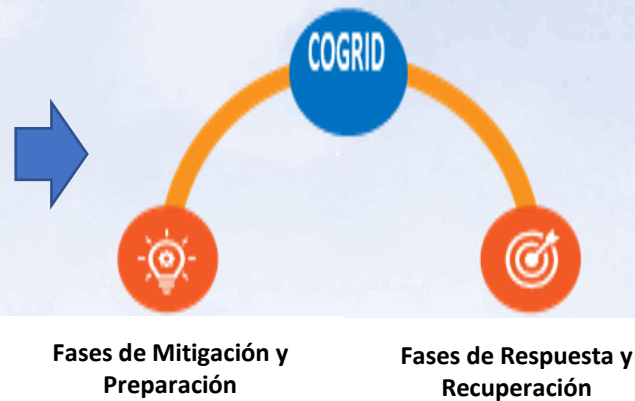 COGRID
Fases de Mitigación y
Preparación
Fases de Respuesta y
Recuperación